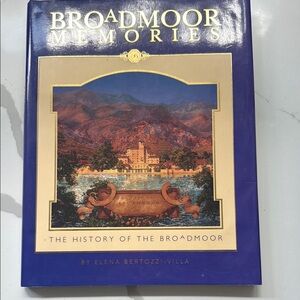 BROADMOOR
MEMORIES
THE HISTORY OF THE BROADMOOR
BY ELENA BERTOZZI-VILLA